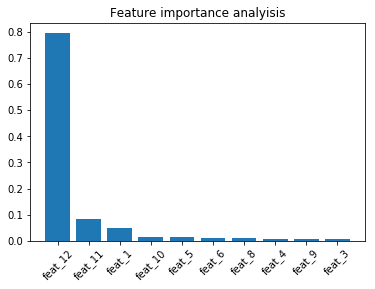 Feature importance analyisis
0.8
0.7
0.6
0.5
0.4
0.3
0.2
0.1
0.0
feat_12
feat_11
feat_1
feat_10
feat_5
feat_6
feat_8
feat_4
feat_9
feat_3